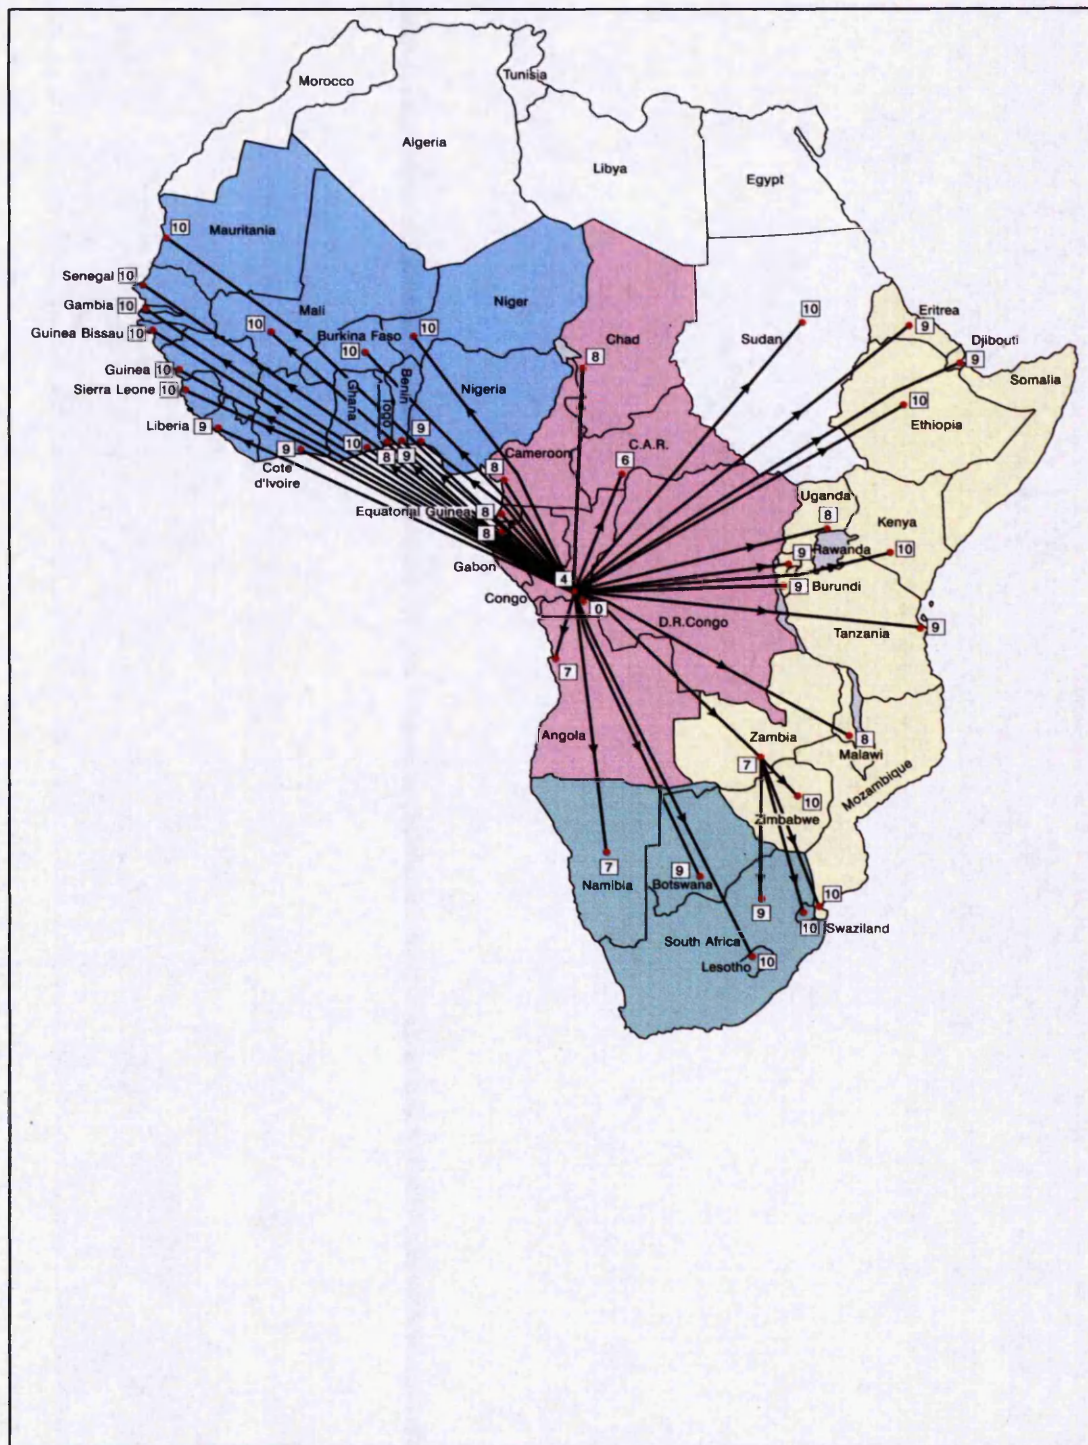 Morocco
Tunisia
Algeria
Libya
Egypt
10
Mauritania
Senegal 10
Gambia 10
Mali
Niger
10
Eritrea
9
Guinea Bissau 10
10
Burkina Faso
10
10
Chad
8
Sudan
Djibouti
9
Guinea 10
Sierra Leone 10
Ghana
Togo
Benin
Nigeria
Somalia
10
Ethiopia
Liberia 9
9
Cote
d'Ivoire
10
8
9
9
Cameroon
8
C.A.R.
6
Equatorial Guinea 8
8
Uganda
8
Kenya
9
Rawanda
10
Gabon
4
Congo
0
9
Burundi
D.R.Congo
Tanzania
9
7
Angola
Zambia
7
8
Malawi
Mozambique
10
Zimbabwe
7
Namibia
9
Botswana
9
10
10
Swaziland
South Africa
Lesotho
10